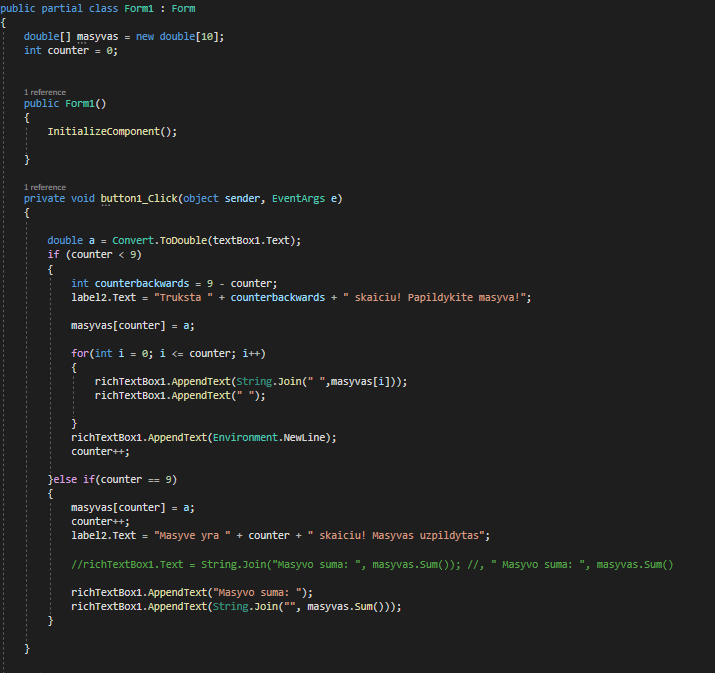 public partial class Form1 : Form
{
double[] masyvas = new double[10];
int counter = 0;
1 reference
public Form1()
{
InitializeComponent();
}
1 reference
private void button1_Click(object sender, EventArgs e)
{
double a = Convert.ToDouble(textBox1.Text);
if (counter < 9)
{
int counterbackwards = 9 - counter;
label2.Text = "Truksta " + counterbackwards + " skaiciu! Papildykite masyva!";
masyvas[counter] = a;
for(int i = 0; i <= counter; i++)
{
richTextBox1.AppendText(String.Join(" ",masyvas[i]));
richTextBox1.AppendText(" ");
}
richTextBox1.AppendText(Environment.NewLine);
counter++;
}else if(counter == 9)
{
masyvas[counter] = a;
counter++;
label2.Text = "Masyve yra " + counter + " skaiciu! Masyvas uzpildytas";
//richTextBox1.Text = String.Join("Masyvo suma: ", masyvas.Sum()); //, " Masyvo suma: ", masyvas.Sum()
richTextBox1.AppendText("Masyvo suma: ");
richTextBox1.AppendText(String.Join("", masyvas.Sum()));
}
}